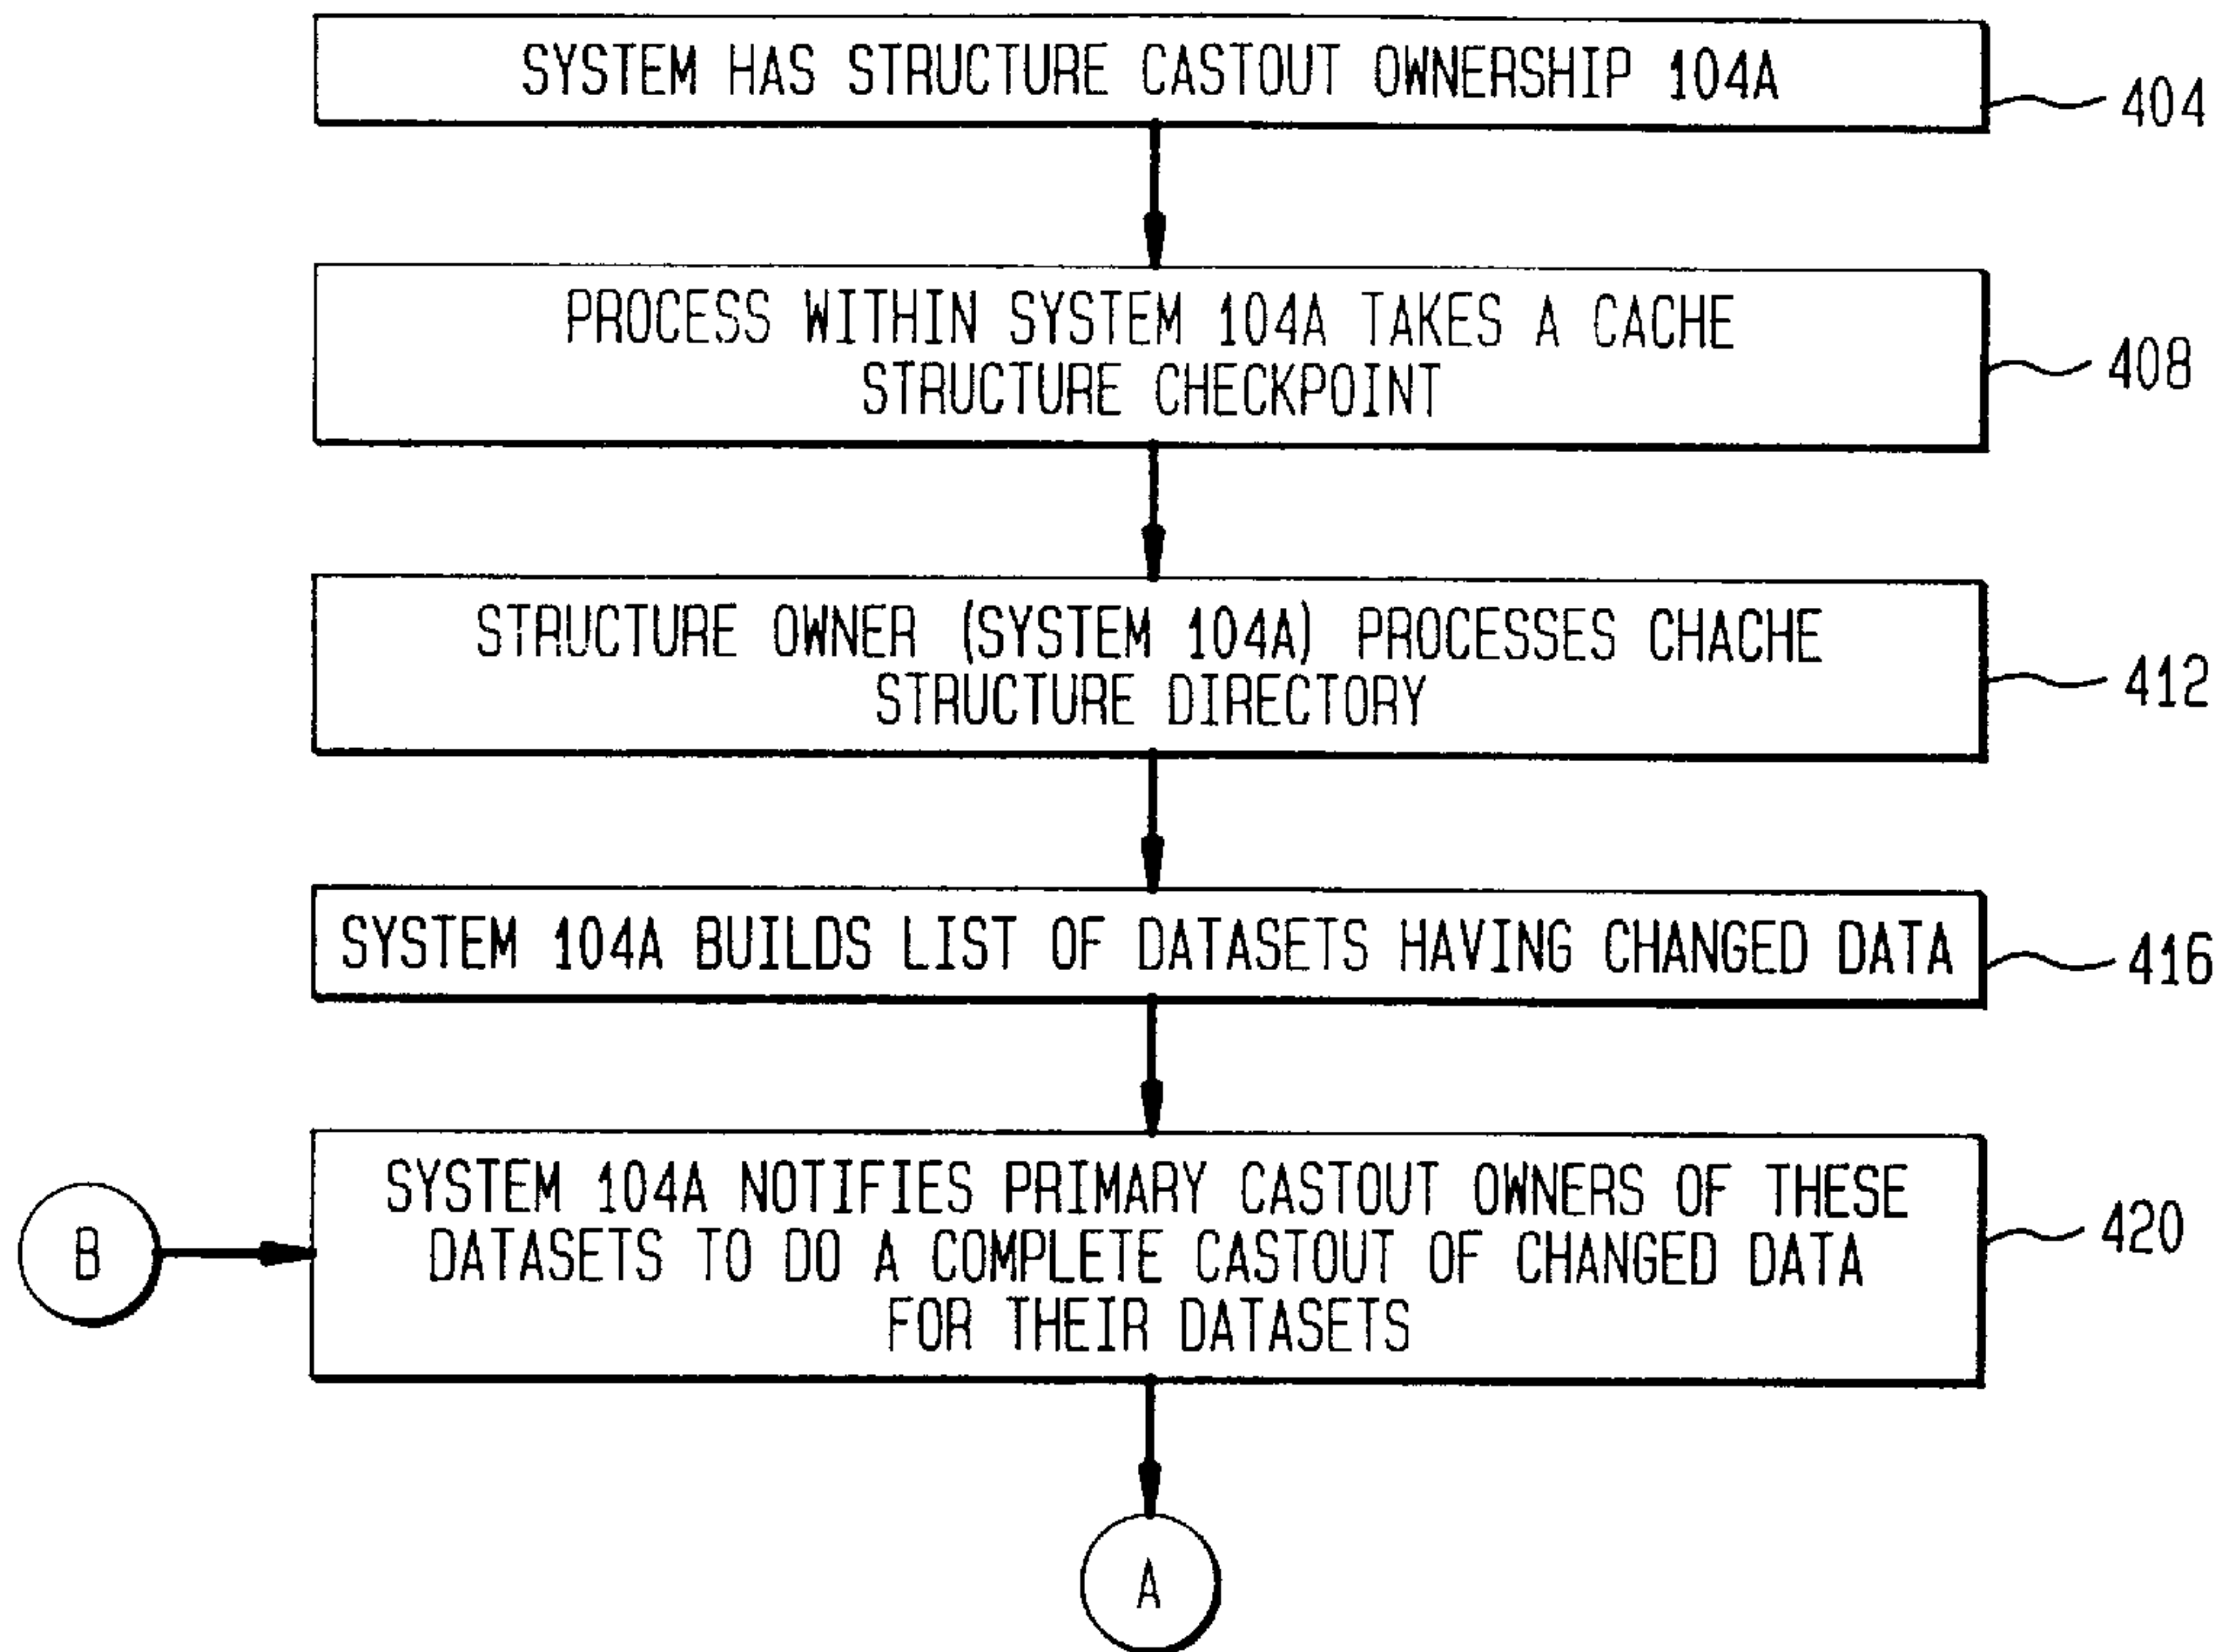 SYSTEM HAS STRUCTURE CASTOUT OWNERSHIP 104A
404
PROCESS WITHIN SYSTEM 104A TAKES A CACHE
STRUCTURE CHECKPOINT
408
STRUCTURE OWNER (SYSTEM 104A) PROCESSES CHACHE
STRUCTURE DIRECTORY
412
SYSTEM 104A BUILDS LIST OF DATASETS HAVING CHANGED DATA
416
SYSTEM 104A NOTIFIES PRIMARY CASTOUT OWNERS OF THESE
DATASETS TO DO A COMPLETE CASTOUT OF CHANGED DATA
FOR THEIR DATASETS
420
B
A